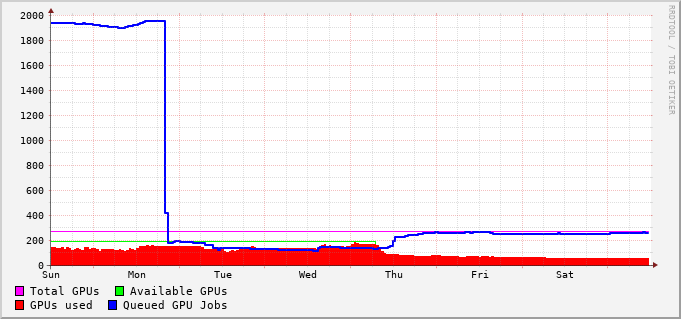 2000
1800
1600
1400
1200
1000
800
600
400
200
0
Sun Mon Tue Wed Thu Fri Sat
Total GPUs Available GPUs
GPUs used Queued GPU Jobs
RRDTOOL / TOBI OETIKER